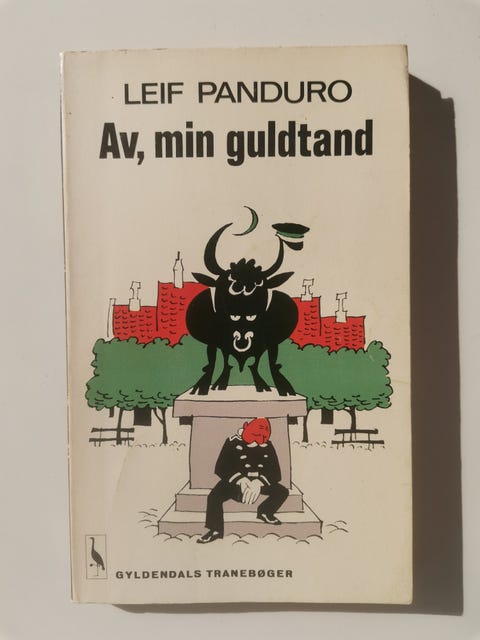 LEIF PANDURO
Av, min guldtand
GYLDENDALS TRANEBØGER